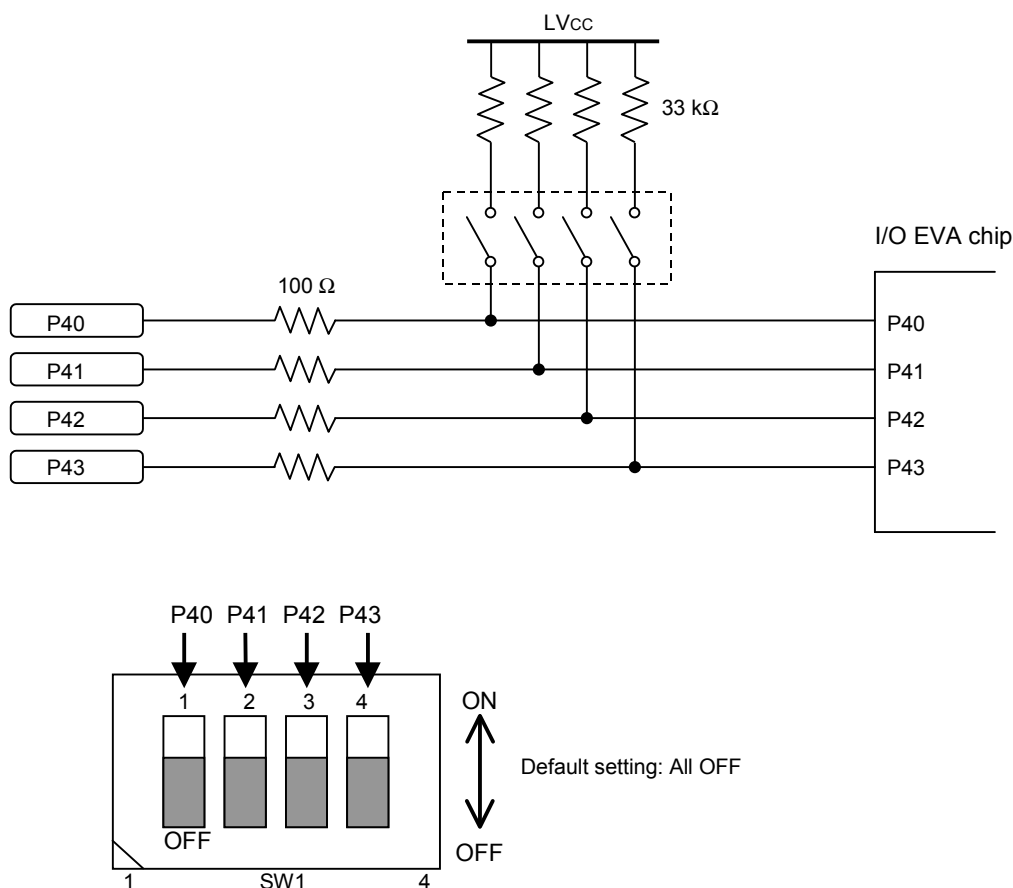 LVcc
33 kΩ
I/O EVA chip
100 Ω
P40 P40
P41 P41
P42 P42
P43 P43
P40 P41 P42 P43
1 2 3 4 ON
Default setting: All OFF
OFF
OFF
1 SW1 4